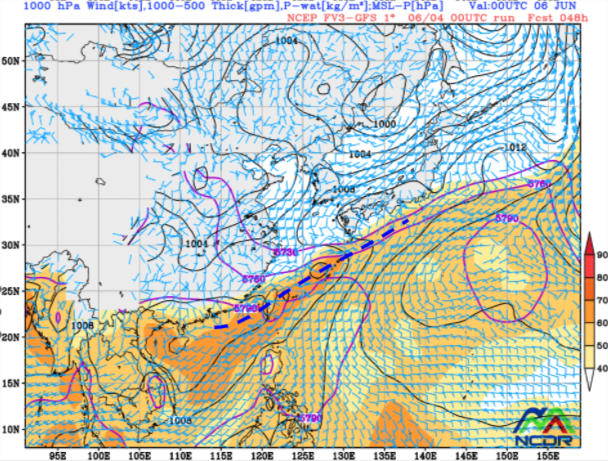 1000 hPa Wind[kts],1000-500 Thick[gpm],P-wat[kg/m²];MSL-P[hPa] Val:00UTC 06 JUN
NCEP FV3-GFS 1° 06/04 00UTC run Fcst 048h
1004
50N
45N
1000
1004
1012
40N
5760
35N
1008
5790
1004
30N
5730
5760
90
80
25N
70
5790
1008
60
20N
50
40
15N
1008
5790
10N
NCDR
95E 100E 105E 110E 115E 120E 125E 130E 135E 140E 145E 150E 155E